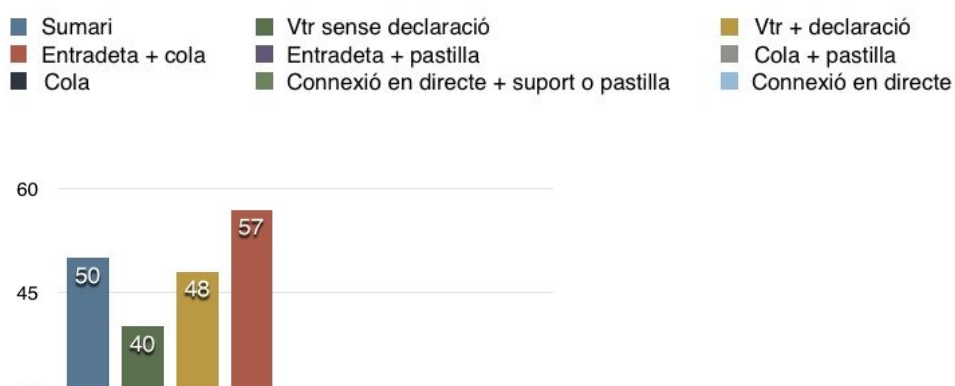 Sumari Vtr sense declaració Vtr + declaració
Entradeta + cola Entradeta + pastilla Cola + pastilla
Cola Connexió en directe + suport o pastilla Connexió en directe
60
57
50
48
45
40